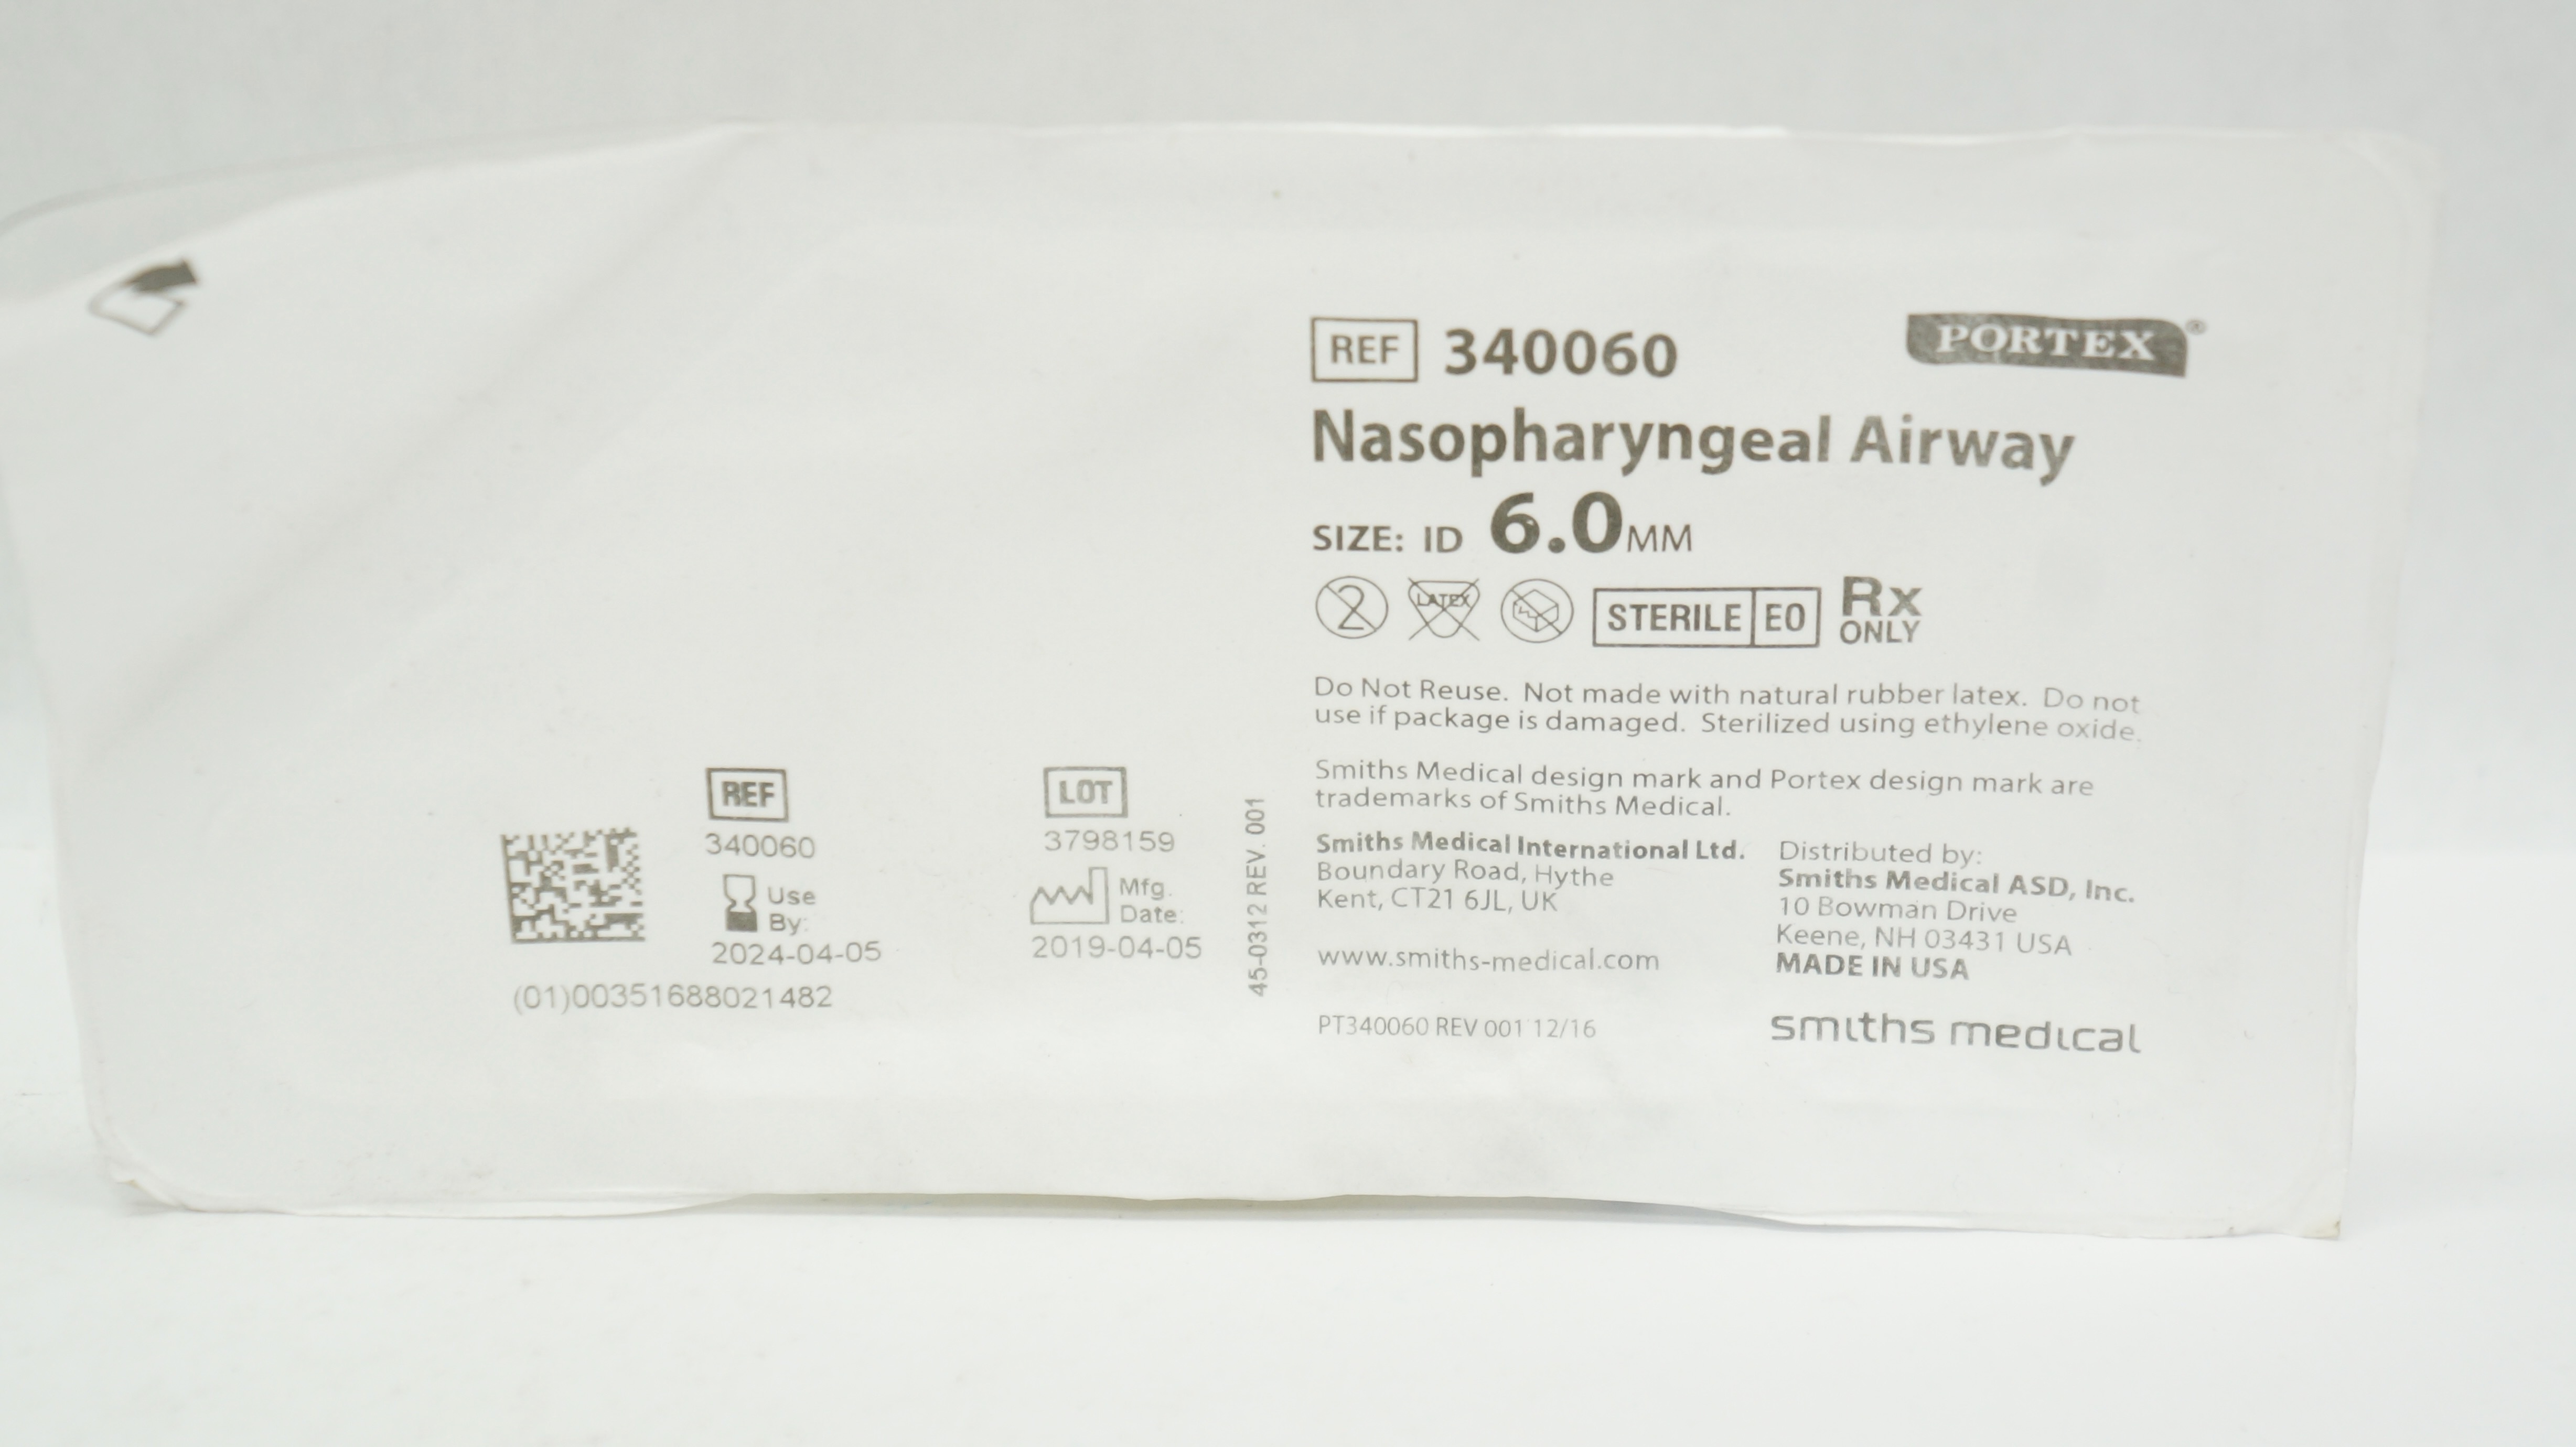 REF 340060
PORTEX®
Nasopharyngeal Airway
SIZE: ID 6.0MM
2 LATEX STERILE EO Rx ONLY
Do Not Reuse. Not made with natural rubber latex. Do not
use if package is damaged. Sterilized using ethylene oxide.
Smiths Medical design mark and Portex design mark are
trademarks of Smiths Medical.
Smiths Medical International Ltd.
Boundary Road, Hythe
Kent, CT21 6JL, UK
www.smiths-medical.com
PT340060 REV 001 12/16
Distributed by:
Smiths Medical ASD, Inc.
10 Bowman Drive
Keene, NH 03431 USA
MADE IN USA
smiths medical
45-0312 REV. 001
REF
340060
Use
By:
2024-04-05
LOT
3798159
Mfg.
Date:
2019-04-05
(01)00351688021482